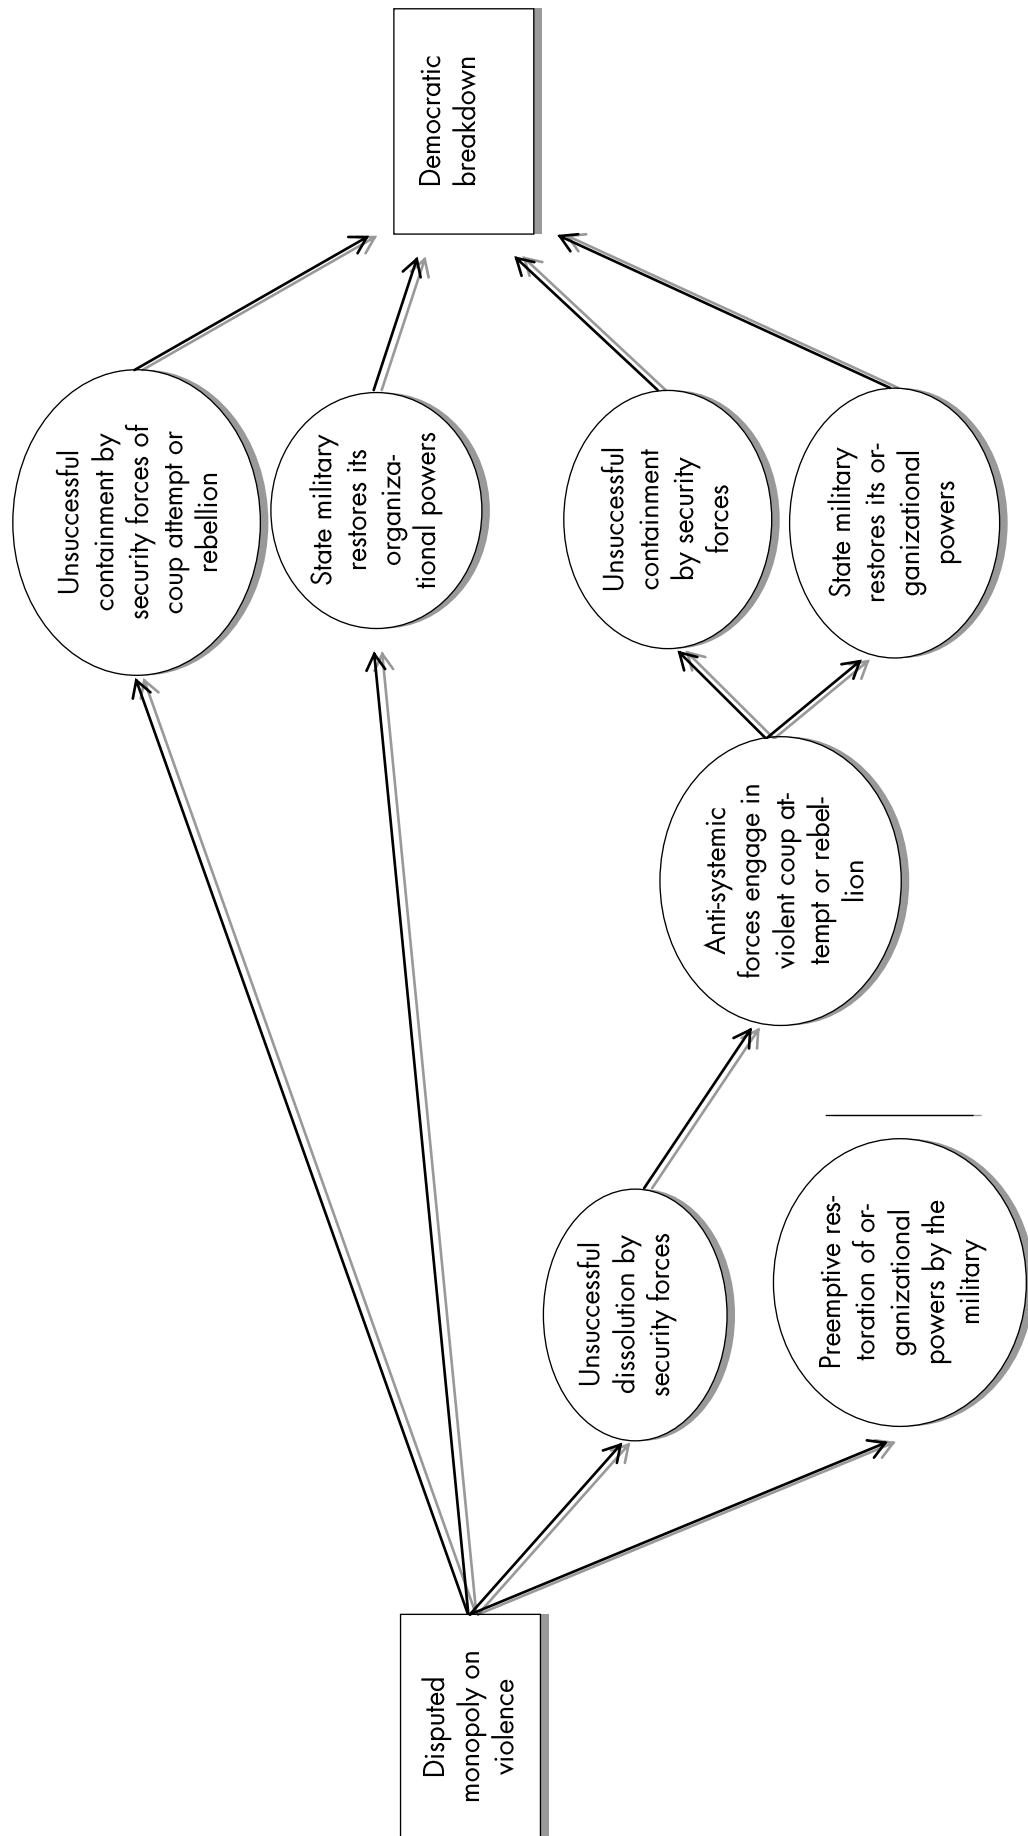 Disputed
monopoly on
violence
Unsuccessful
dissolution by
security forces
Preemptive res-
toration of or-
ganizational
powers by the
military
Anti-systemic
forces engage in
violent coup at-
tempt or rebel-
lion
Unsuccessful
containment by
security forces of
coup attempt or
rebellion
State military
restores its
organiza-
tional powers
Unsuccessful
containment
by security
forces
State military
restores its or-
ganizational
powers
Democratic
breakdown